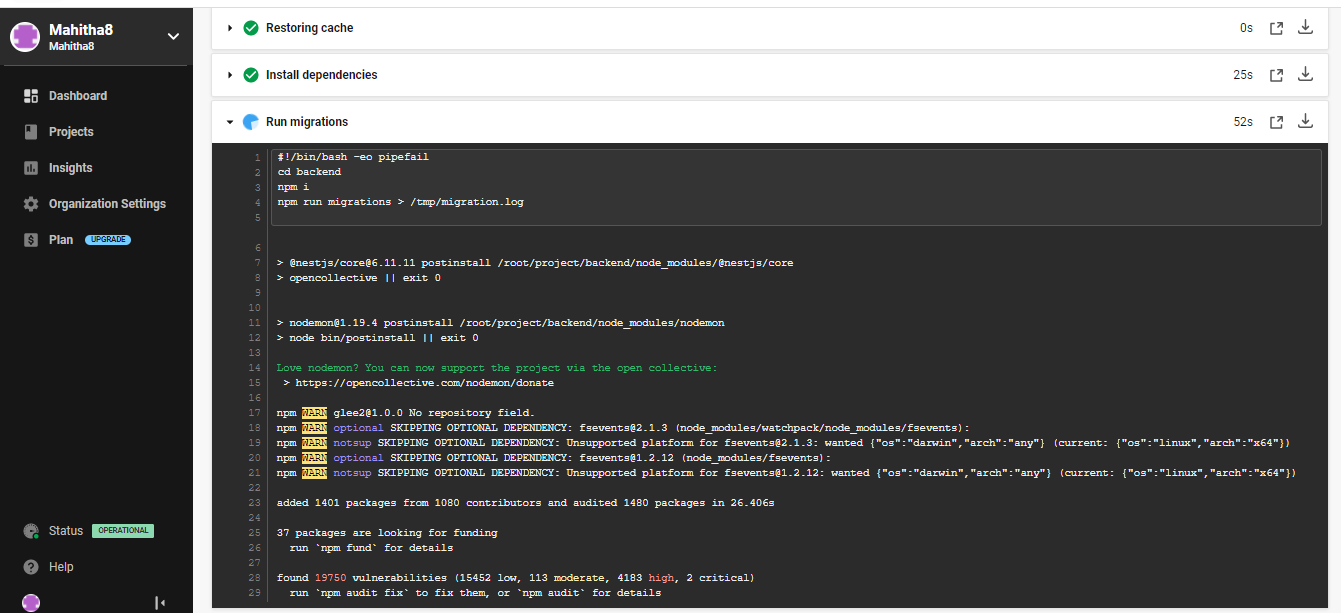 Mahitha8
Mahitha8
Dashboard
Projects
Insights
Organization Settings
Plan UPGRADE
Status OPERATIONAL
Help
Restoring cache 0s
Install dependencies 25s
Run migrations 52s
1 #!/bin/bash -eo pipefail
2 cd backend
3 npm i
4 npm run migrations > /tmp/migration.log
5
6
7 > @nestjs/core@6.11.11 postinstall /root/project/backend/node_modules/@nestjs/core
8 > opencollective || exit 0
9
10
11 > nodemon@1.19.4 postinstall /root/project/backend/node_modules/nodemon
12 > node bin/postinstall || exit 0
13
14 Love nodemon? You can now support the project via the open collective:
15 > https://opencollective.com/nodemon/donate
16
17 npm WARN glee2@1.0.0 No repository field.
18 npm WARN optional SKIPPING OPTIONAL DEPENDENCY: fsevents@2.1.3 (node_modules/watchpack/node_modules/fsevents):
19 npm WARN notsup SKIPPING OPTIONAL DEPENDENCY: Unsupported platform for fsevents@2.1.3: wanted {"os":"darwin","arch":"any"} (current: {"os":"linux","arch":"x64"})
20 npm WARN optional SKIPPING OPTIONAL DEPENDENCY: fsevents@1.2.12 (node_modules/fsevents):
21 npm WARN notsup SKIPPING OPTIONAL DEPENDENCY: Unsupported platform for fsevents@1.2.12: wanted {"os":"darwin","arch":"any"} (current: {"os":"linux","arch":"x64"})
22
23 added 1401 packages from 1080 contributors and audited 1480 packages in 26.406s
24
25 37 packages are looking for funding
26 run `npm fund` for details
27
28 found 19750 vulnerabilities (15452 low, 113 moderate, 4183 high, 2 critical)
29 run `npm audit fix` to fix them, or `npm audit` for details